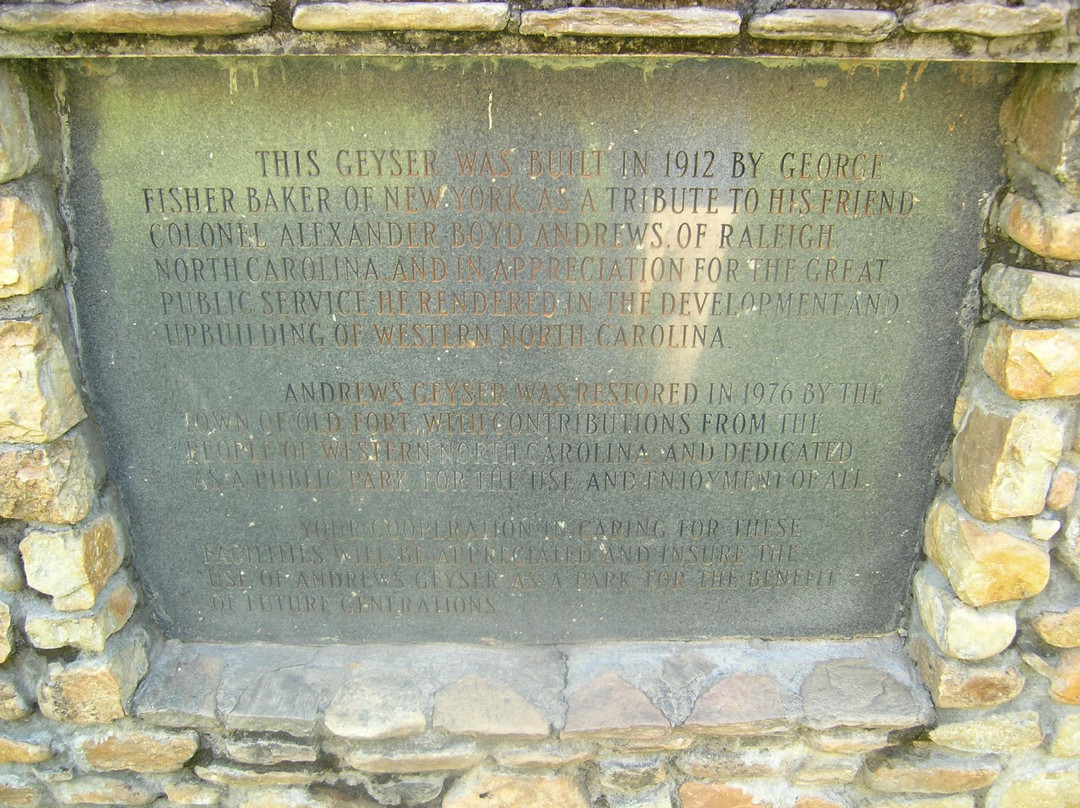 THIS GEYSER WAS BUILT IN 1912 BY GEORGE
FISHER BAKER OF NEW YORK AS A TRIBUTE TO HIS FRIEND
COLONEL ALEXANDER BOYD ANDREWS, OF RALEIGH,
NORTH CAROLINA, AND IN APPRECIATION FOR THE GREAT
PUBLIC SERVICE HE RENDERED IN THE DEVELOPMENT AND
UPBUILDING OF WESTERN NORTH CAROLINA.
ANDREWS GEYSER WAS RESTORED IN 1976 BY THE
TOWN OF OLD FORT, WITH CONTRIBUTIONS FROM THE
PEOPLE OF WESTERN NORTH CAROLINA, AND DEDICATED
AS A PUBLIC PARK FOR THE USE AND ENJOYMENT OF ALL.
YOUR COOPERATION IN CARING FOR THESE
FACILITIES WILL BE APPRECIATED AND INSURE THE
USE OF ANDREWS GEYSER AS A PARK FOR THE BENEFIT
OF FUTURE GENERATIONS.